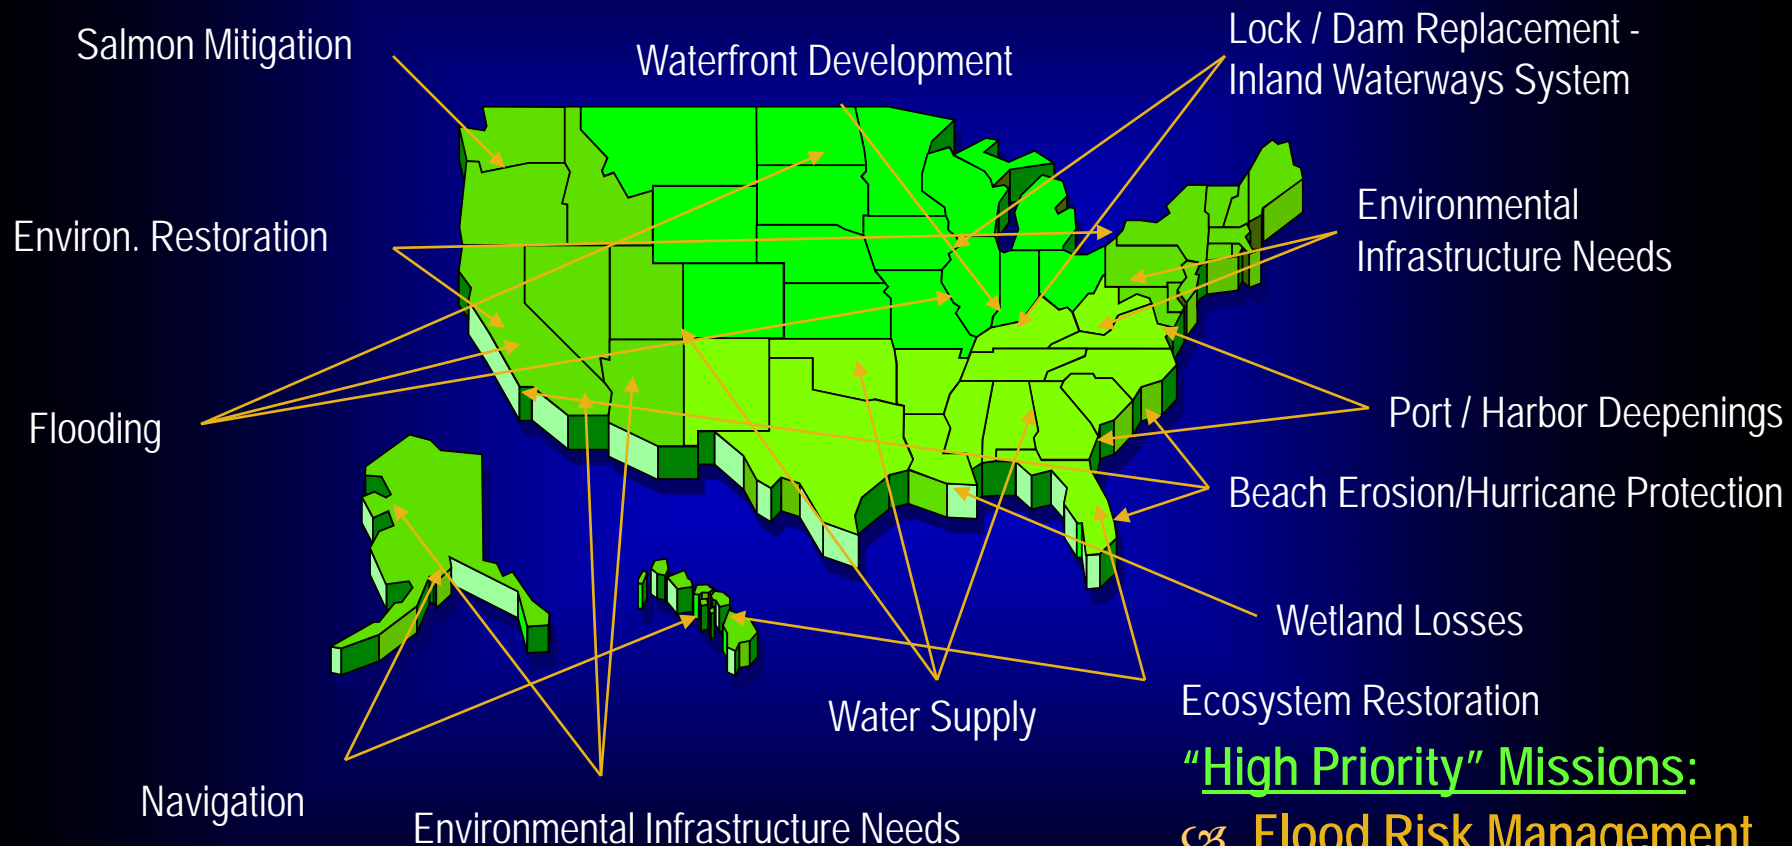 Salmon Mitigation
Waterfront Development
Lock / Dam Replacement -
Inland Waterways System
Environ. Restoration
Environmental
Infrastructure Needs
Flooding
Port / Harbor Deepenings
Beach Erosion/Hurricane Protection
Wetland Losses
Water Supply
Ecosystem Restoration
Navigation
Environmental Infrastructure Needs
“High Priority” Missions:
Flood Risk Management